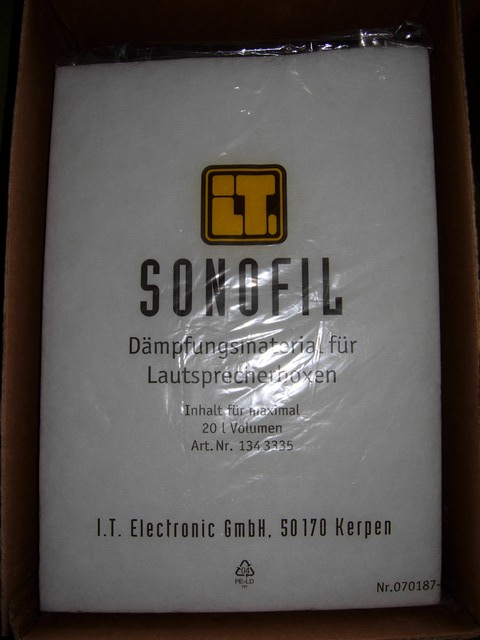 i.T.
SONOFIL
Dämpfungsmaterial für
Lautsprecherboxen
Inhalt für maximal
20 l Volumen
Art. Nr. 134 3335
I.T. Electronic GmbH, 50170 Kerpen
04
PE-LD
Nr.070187-